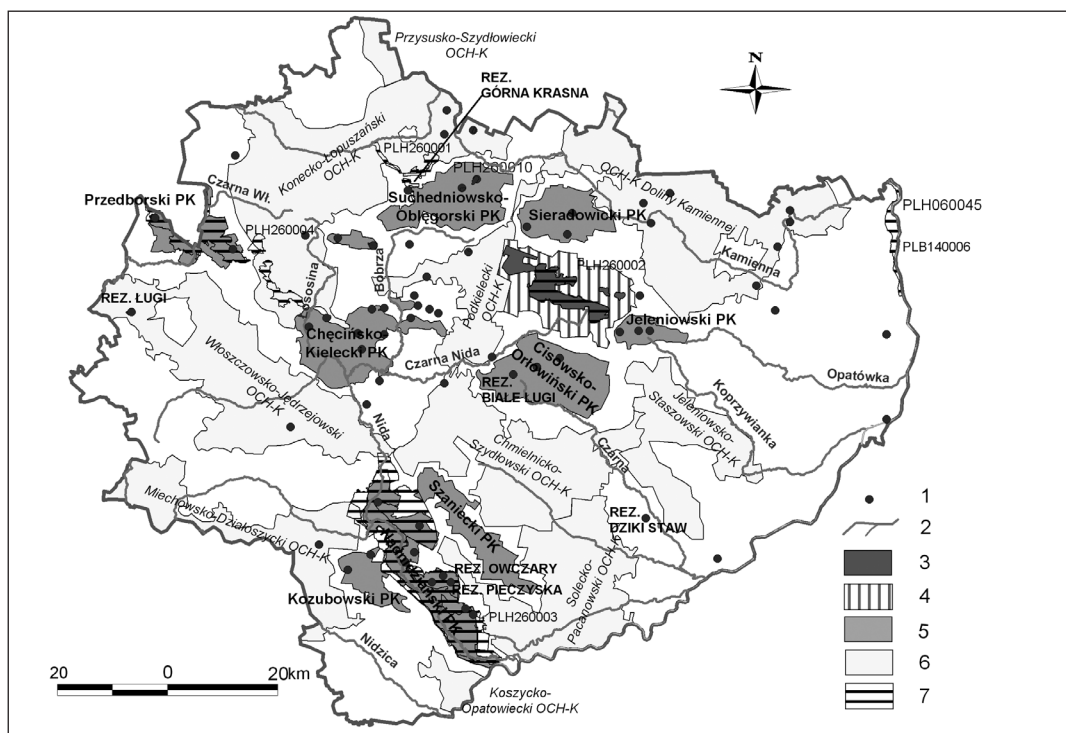 Przysusko-Szydłowiecki
OCH-K
N
REZ.
GÓRNA KRASNA
Konecko-Łopuszański
OCH-K
PLH260001
PLH260010
OCH-K Doliny Kamiennej
Czarna Wł.
Suchedniowsko-
Oblęgorski PK
Sieradowicki PK
Przedborski PK
PLH260004
PLH060045
PLB140006
Bobrza
Kamienna
PLH260002
Podkielecki
OCH-K
REZ. ŁUGI
Jeleniowski PK
Chęcińsko-
Kielecki PK
Czarna Nida
Cisowsko-
Orłowiński PK
Opatówka
Włoszczowsko-Jędrzejowski
OCH-K
REZ.
BIAŁE ŁUGI
Koprzywianka
Jeleniowsko-
Staszowski OCH-K
Nida
Chmielnicko-
Szydłowski OCH-K
Czarna
Miechowsko-Działoszycki OCH-K
Szaniecki PK
REZ.
DZIKI STAW
Nadnidziański PK
REZ. OWCZARY
REZ. PIECZYSKA
Kozubowski PK
PLH260003
Solecko-
Pacanowski OCH-K
Nidzica
Koszycko-
Opatowiecki OCH-K
20 0 20km
1
2
3
4
5
6
7